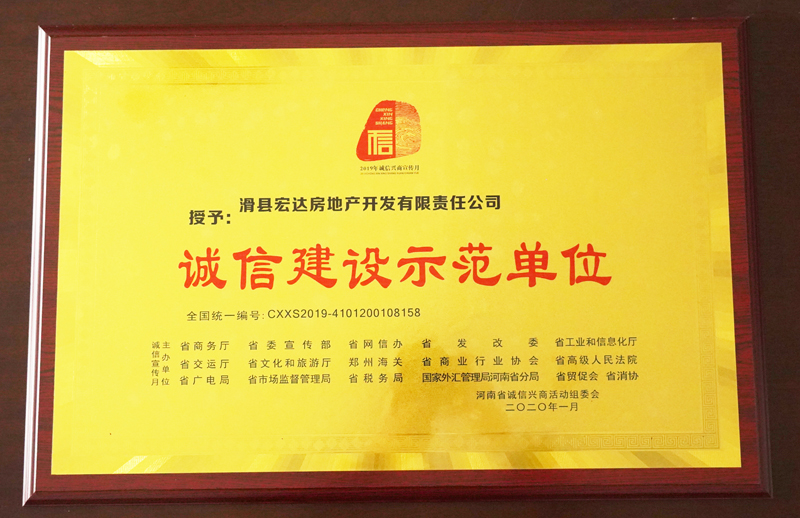 CHENG
XIN
XING
SHANG
信
2019年诚信兴商宣传月
授予：滑县宏达房地产开发有限责任公司
诚信建设示范单位
全国统一编号：CXXS2019-4101200108158
诚信宣传月
主办单位
省商务厅 省委宣传部 省网信办 省发改委 省工业和信息化厅
省交运厅 省文化和旅游厅 郑州海关 省商业行业协会 省高级人民法院
省广电局 省市场监督管理局 省税务局 国家外汇管理局河南省分局 省贸促会 省消协
河南省诚信兴商活动组委会
二〇二〇年一月